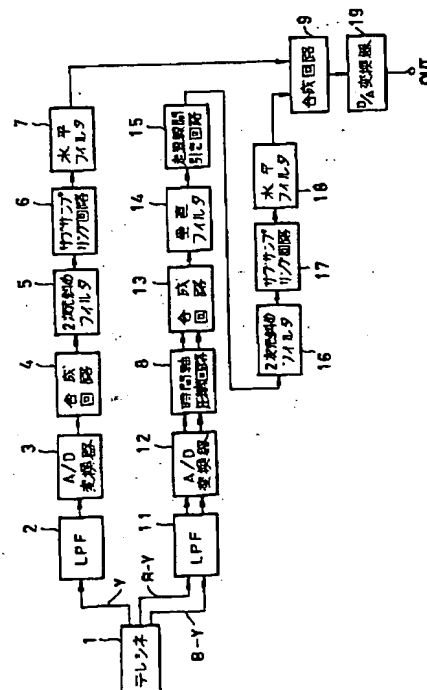 1
テレシネ
Y
R-Y
B-Y
2
LPF
3
A/D
変換器
4
合成
回路
5
2次元斜め
フィルタ
6
サブサンプ
リング回路
7
水平
フィルタ
11
LPF
12
A/D
変換器
8
時間軸
圧縮回路
13
合成
回路
14
垂直
フィルタ
15
走査線間
引き回路
16
2次元斜め
フィルタ
17
サブサンプ
リング回路
18
水平
フィルタ
9
合成回路
19
D/A変換器
OUT